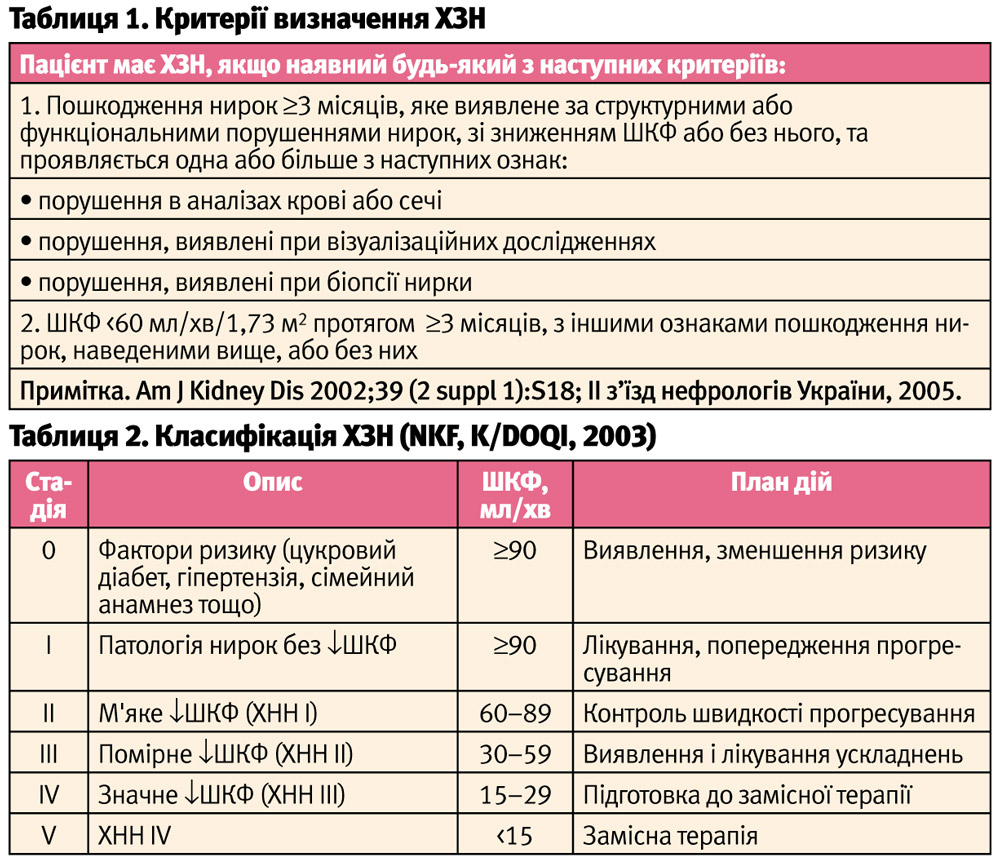 Таблиця 1. Критерії визначення ХЗН
Пацієнт має ХЗН, якщо наявний будь-який з наступних критеріїв:
1. Пошкодження нирок ≥3 місяців, яке виявлене за структурними або
функціональними порушеннями нирок, зі зниженням ШКФ або без нього, та
проявляється одна або більше з наступних ознак:
• порушення в аналізах крові або сечі
• порушення, виявлені при візуалізаційних дослідженнях
• порушення, виявлені при біопсії нирки
2. ШКФ <60 мл/хв/1,73 м² протягом ≥3 місяців, з іншими ознаками пошкодження ни-
рок, наведеними вище, або без них
Примітка. Am J Kidney Dis 2002;39 (2 suppl 1):S18; II з’їзд нефрологів України, 2005.
Таблиця 2. Класифікація ХЗН (NKF, K/DOQI, 2003)
Ста-
дія
Опис
ШКФ,
мл/хв
План дій
0
Фактори ризику (цукровий
діабет, гіпертензія, сімейний
анамнез тощо)
≥90
Виявлення, зменшення ризику
I
Патологія нирок без ↓ШКФ
≥90
Лікування, попередження прогре-
сування
II
М'яке ↓ШКФ (ХНН I)
60–89
Контроль швидкості прогресування
III
Помірне ↓ШКФ (ХНН II)
30–59
Виявлення і лікування ускладнень
IV
Значне ↓ШКФ (ХНН III)
15–29
Підготовка до замісної терапії
V
ХНН IV
<15
Замісна терапія